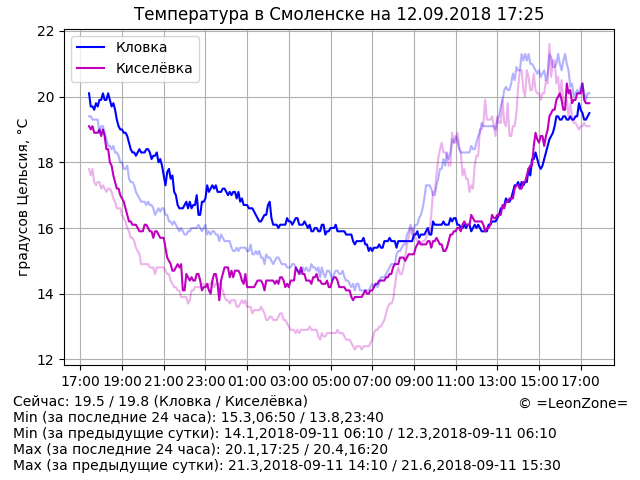 Температура в Смоленске на 12.09.2018 17:25
Кловка
Киселёвка
градусов Цельсия, °C
22
20
18
16
14
12
17:00 19:00 21:00 23:00 01:00 03:00 05:00 07:00 09:00 11:00 13:00 15:00 17:00
Сейчас: 19.5 / 19.8 (Кловка / Киселёвка)
© =LeonZone=
Min (за последние 24 часа): 15.3,06:50 / 13.8,23:40
Min (за предыдущие сутки): 14.1,2018-09-11 06:10 / 12.3,2018-09-11 06:10
Max (за последние 24 часа): 20.1,17:25 / 20.4,16:20
Max (за предыдущие сутки): 21.3,2018-09-11 14:10 / 21.6,2018-09-11 15:30